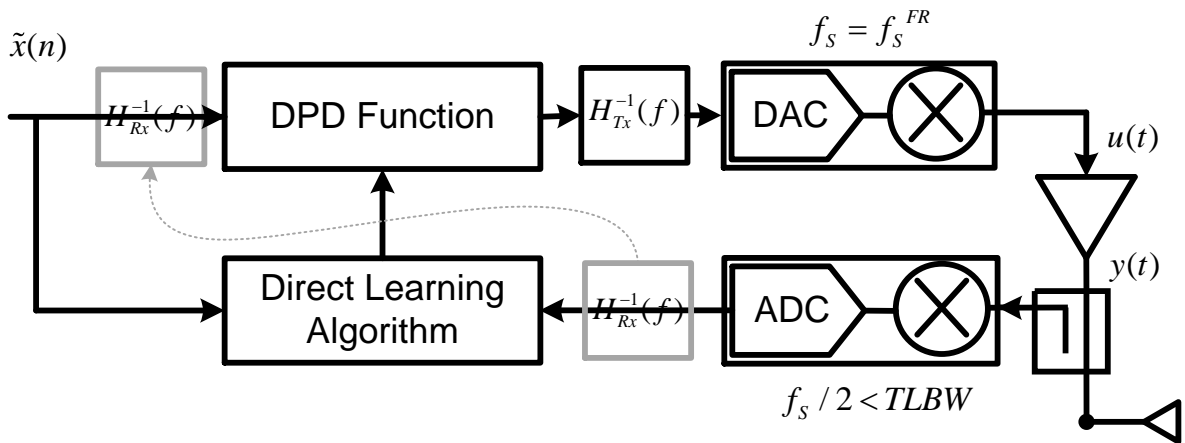 x̃(n)
f_S = f_S^FR
H_Rx^-1(f)
DPD Function
H_Tx^-1(f)
DAC
u(t)
y(t)
Direct Learning
Algorithm
H_Rx^-1(f)
ADC
f_S / 2 < TLBW